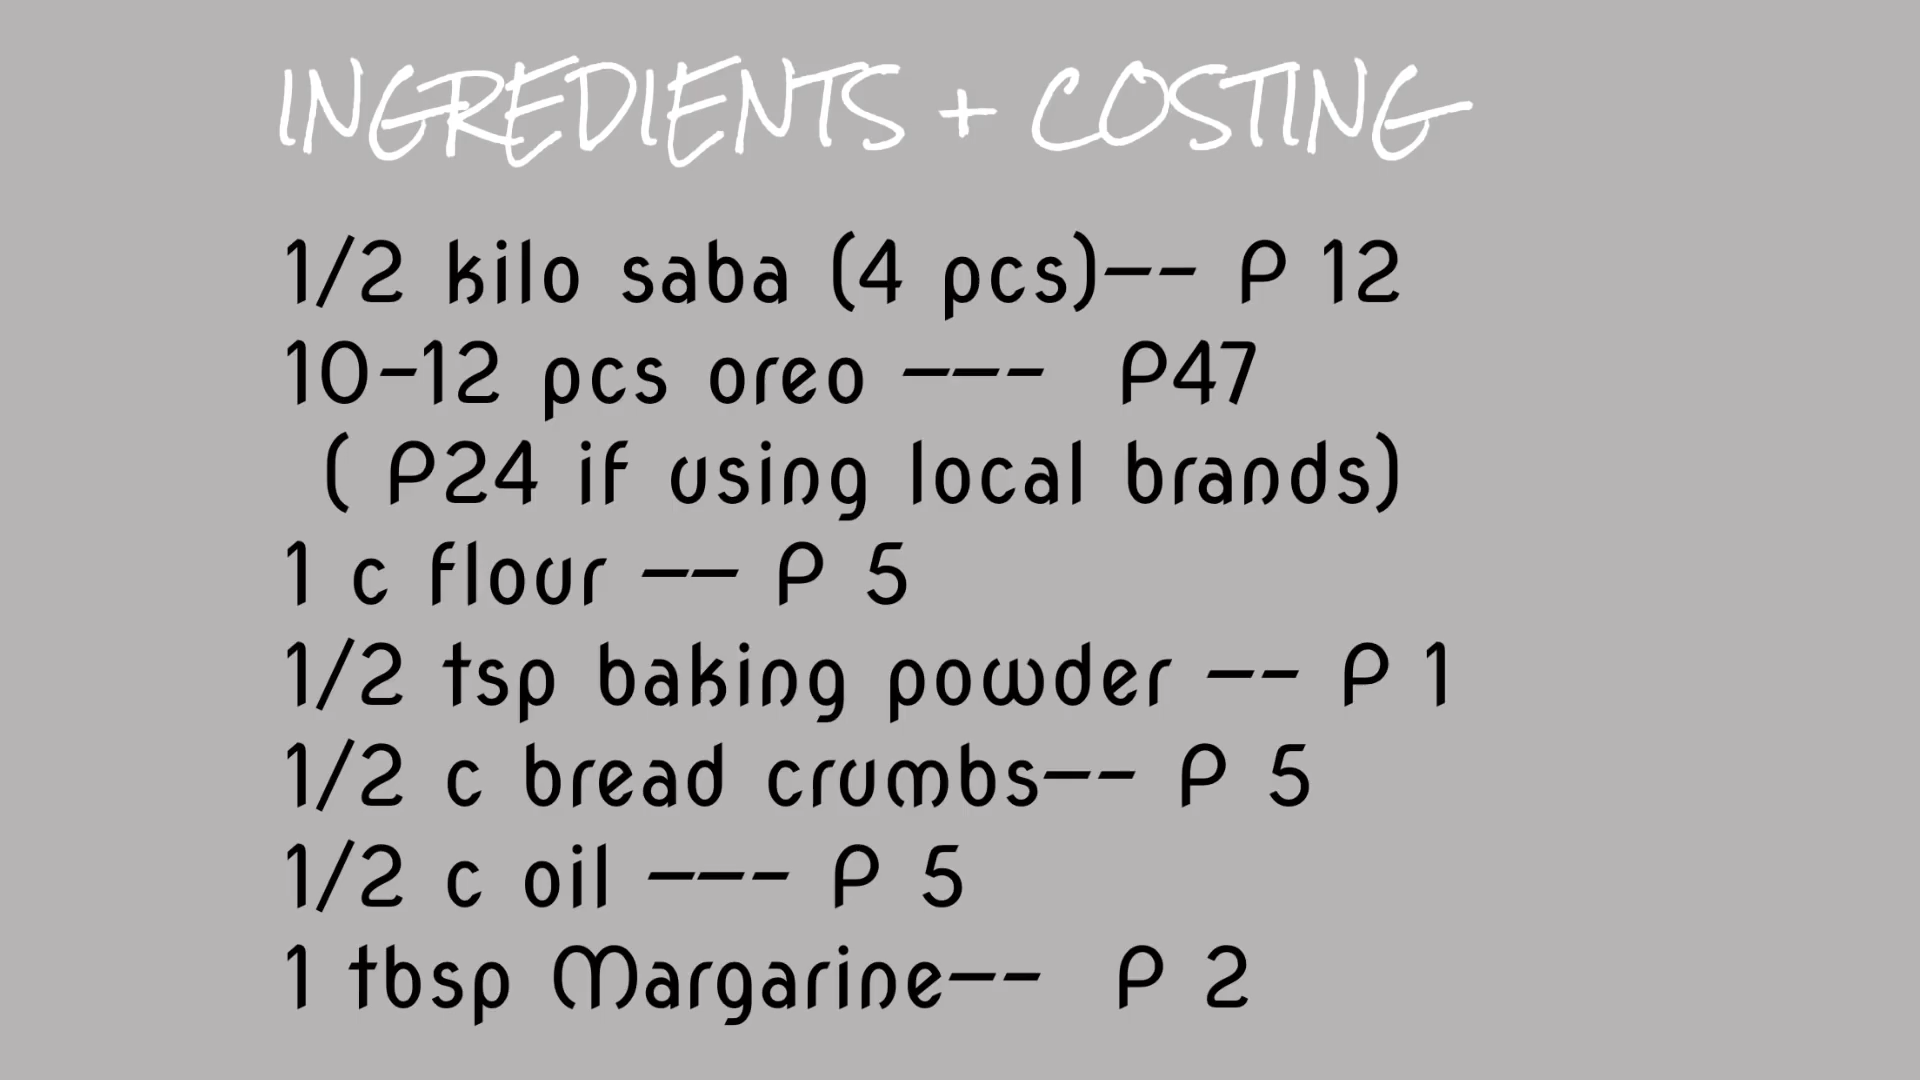 INGREDIENTS + COSTING
1/2 kilo saba (4 pcs)-- P 12
10-12 pcs oreo --- P47
( P24 if using local brands)
1 c flour -- P 5
1/2 tsp baking powder -- P 1
1/2 c bread crumbs-- P 5
1/2 c oil --- P 5
1 tbsp Margarine-- P 2